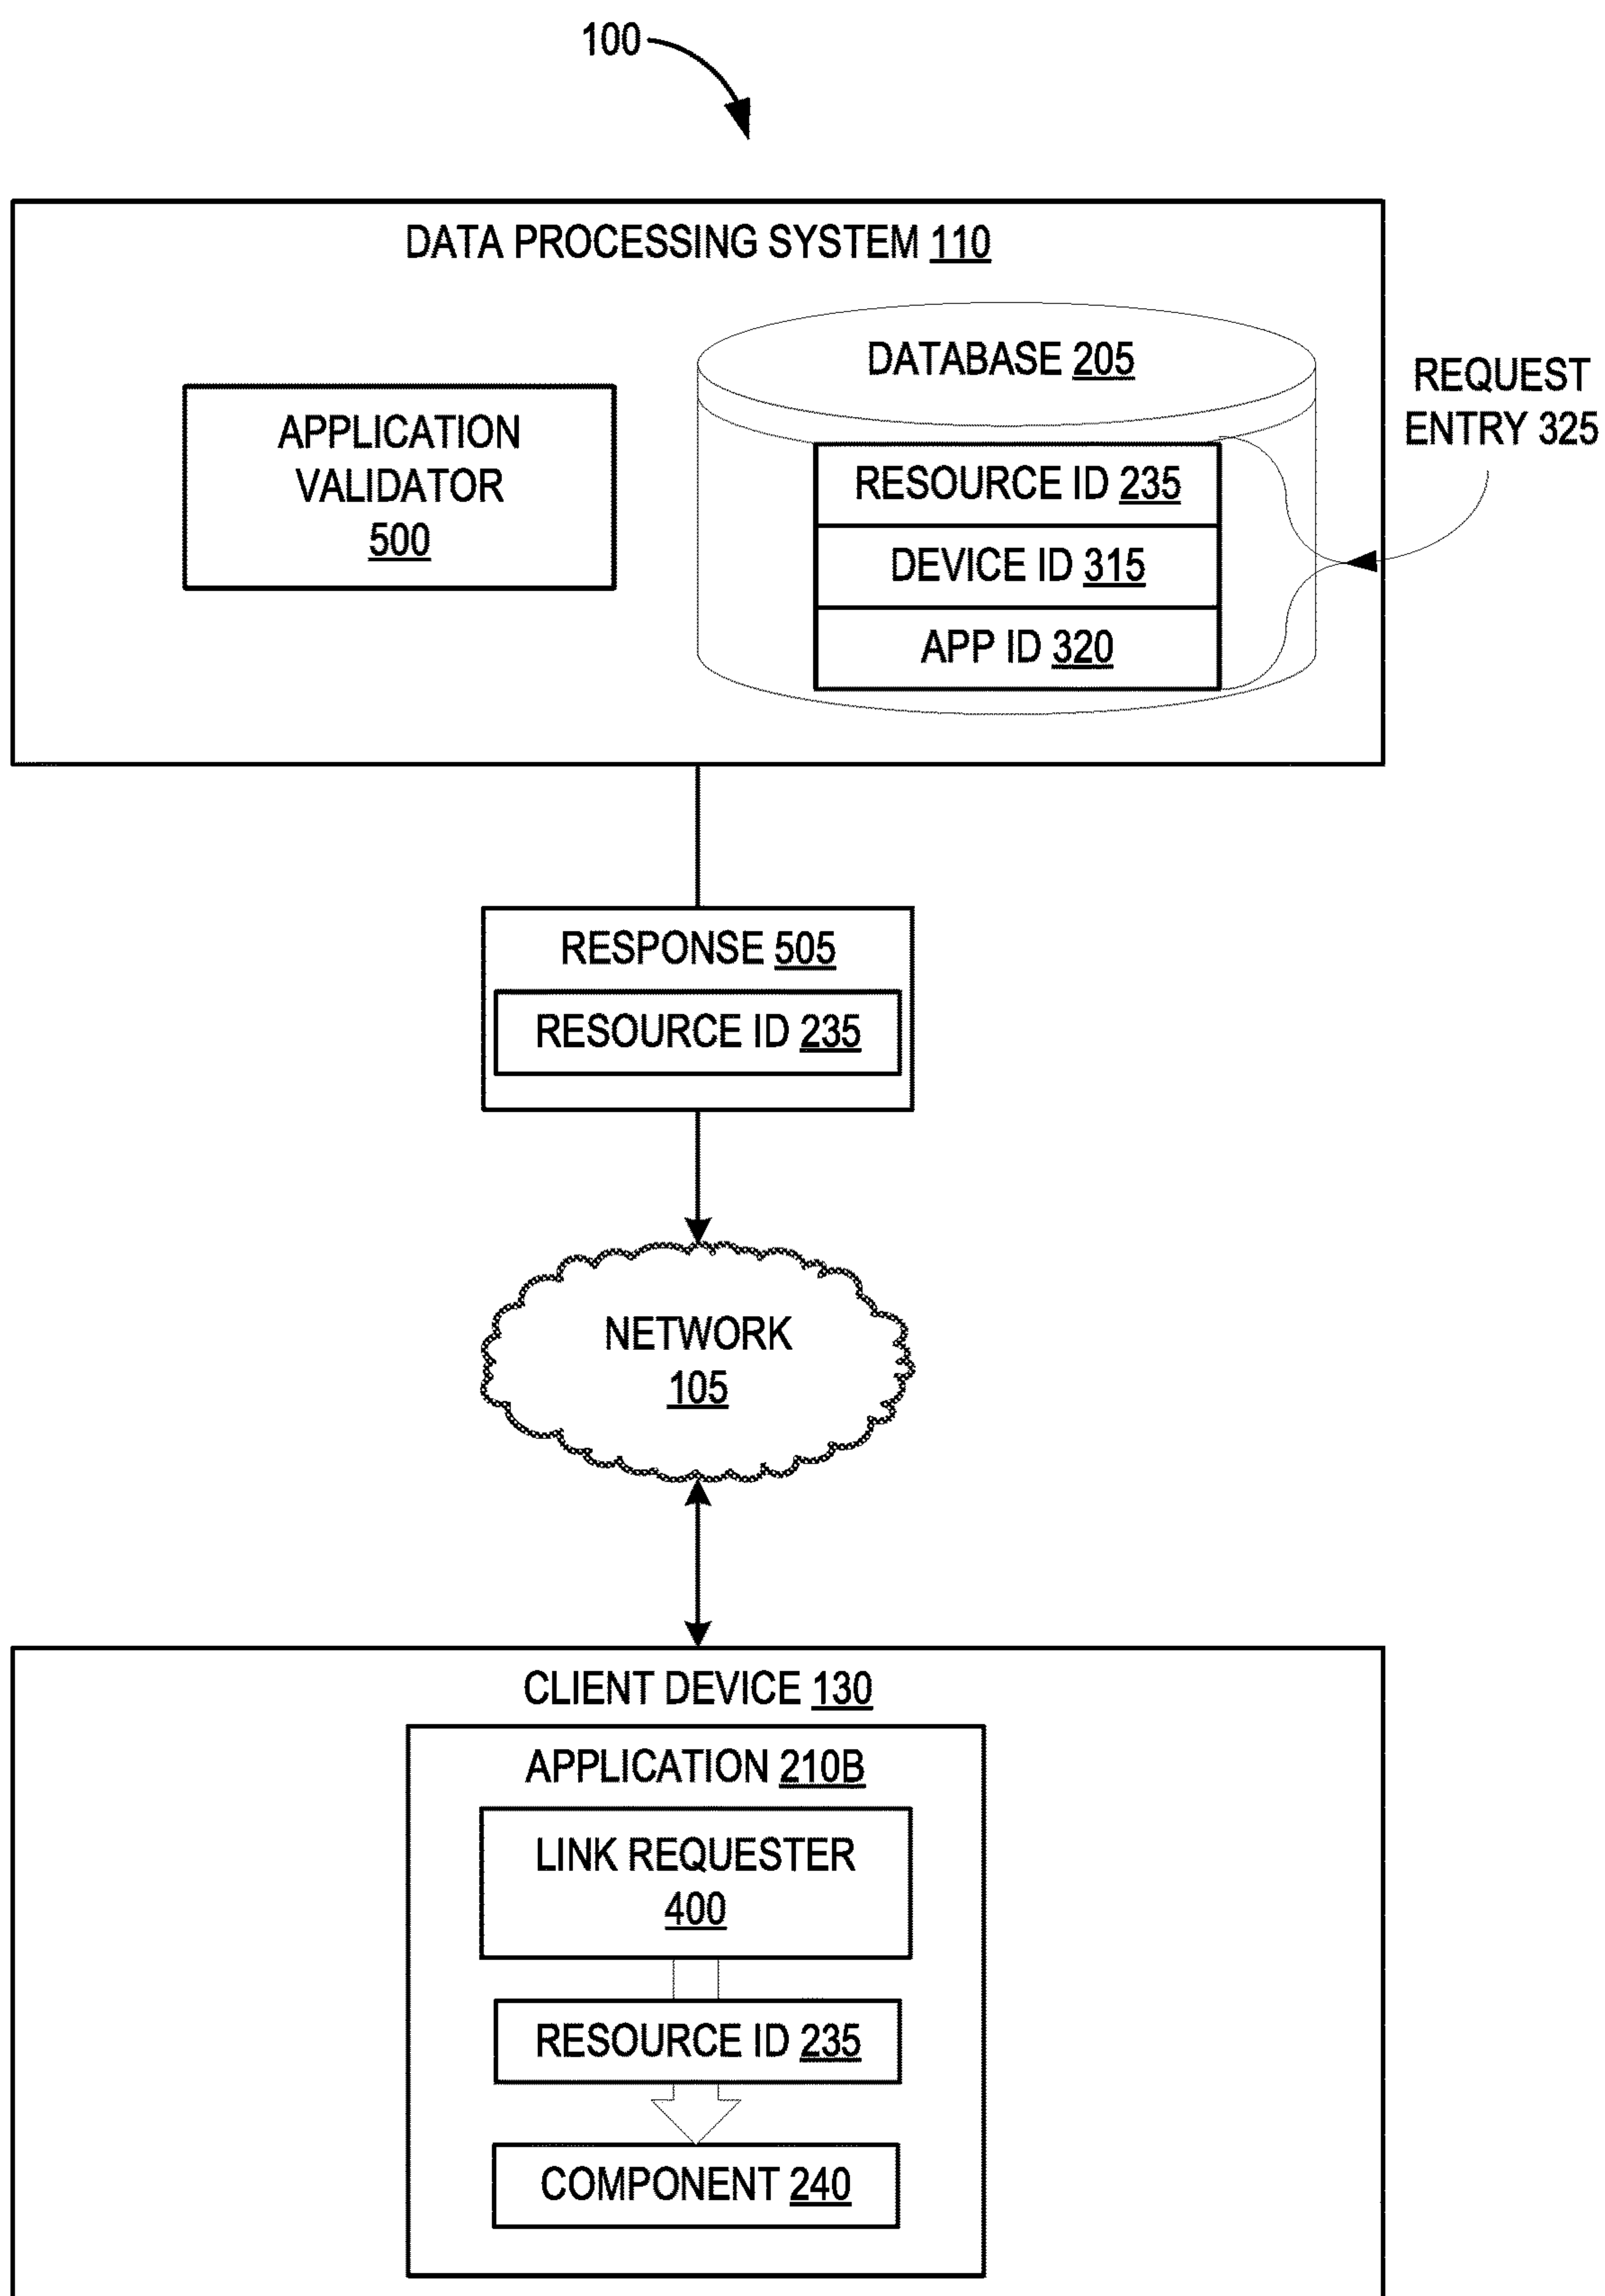 100
DATA PROCESSING SYSTEM 110
DATABASE 205
REQUEST
ENTRY 325
APPLICATION
VALIDATOR
500
RESOURCE ID 235
DEVICE ID 315
APP ID 320
RESPONSE 505
RESOURCE ID 235
NETWORK
105
CLIENT DEVICE 130
APPLICATION 210B
LINK REQUESTER
400
RESOURCE ID 235
COMPONENT 240